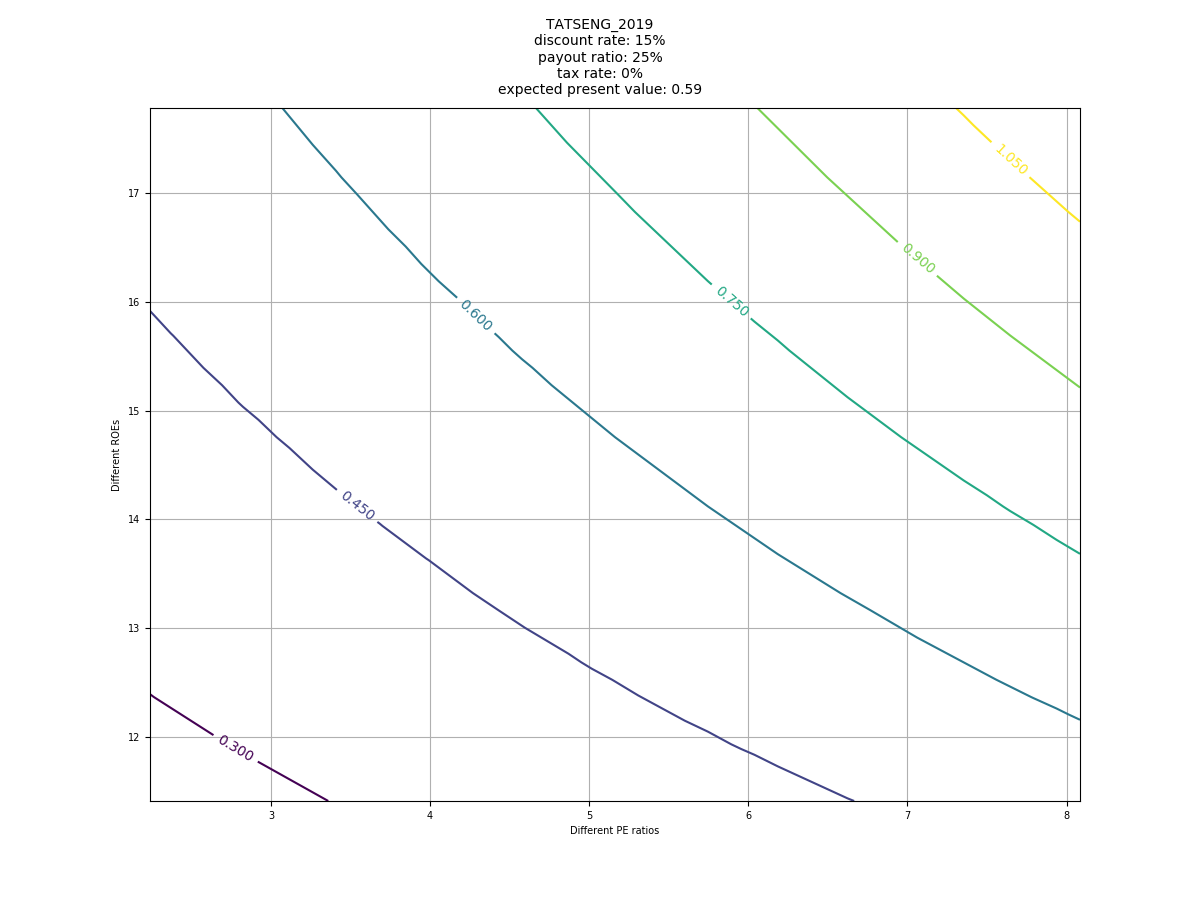 TATSENG_2019
discount rate: 15%
payout ratio: 25%
tax rate: 0%
expected present value: 0.59
1.050
17
0.900
16
0.750
0.600
15
Different ROEs
0.450
14
13
12
0.300
3 4 5 6 7 8
Different PE ratios